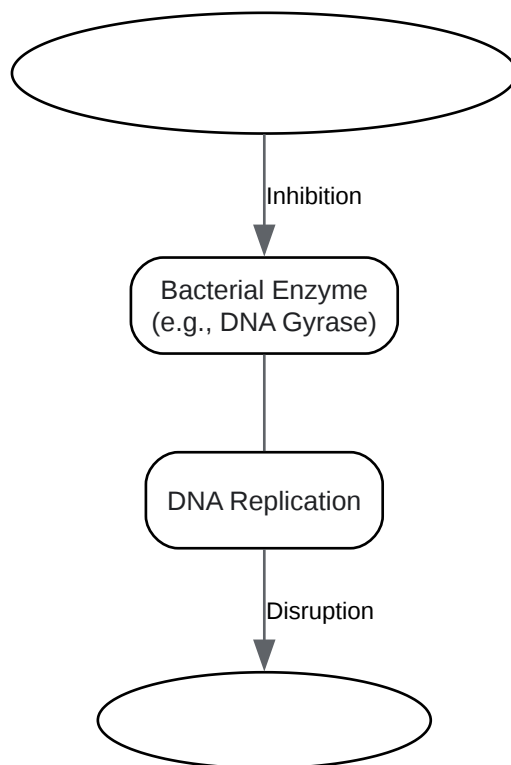 Inhibition
Bacterial Enzyme
(e.g., DNA Gyrase)
DNA Replication
Disruption